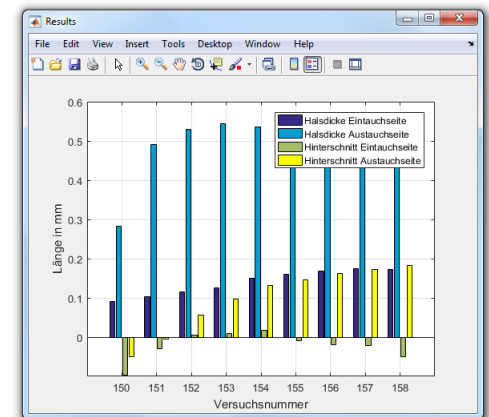 Results
File Edit View Insert Tools Desktop Window Help
0.6
0.5
0.4
0.3
0.2
0.1
0
Länge in mm
Halsdicke Eintauchseite
Halsdicke Austauchseite
Hinterschnitt Eintauchseite
Hinterschnitt Austauchseite
150 151 152 153 154 155 156 157 158
Versuchsnummer